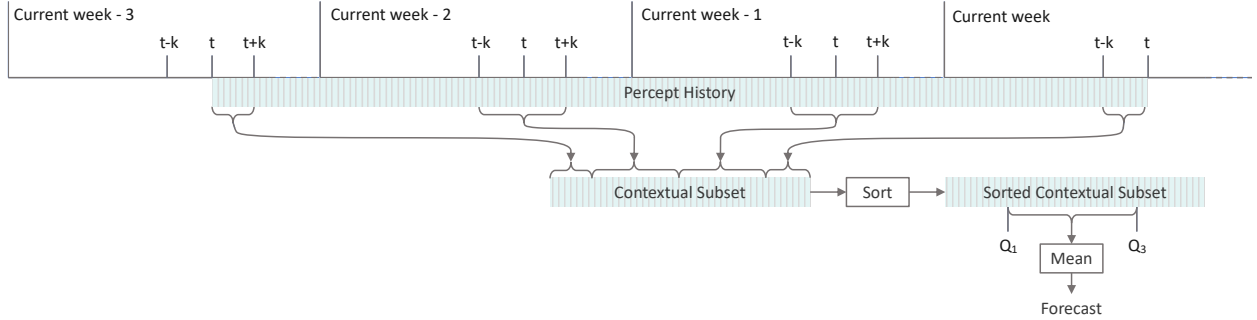 Current week - 3
Current week - 2
Current week - 1
Current week
t-k t t+k
t-k t t+k
t-k t t+k
t-k t
Percept History
Contextual Subset
Sort
Sorted Contextual Subset
Q1
Q3
Mean
Forecast